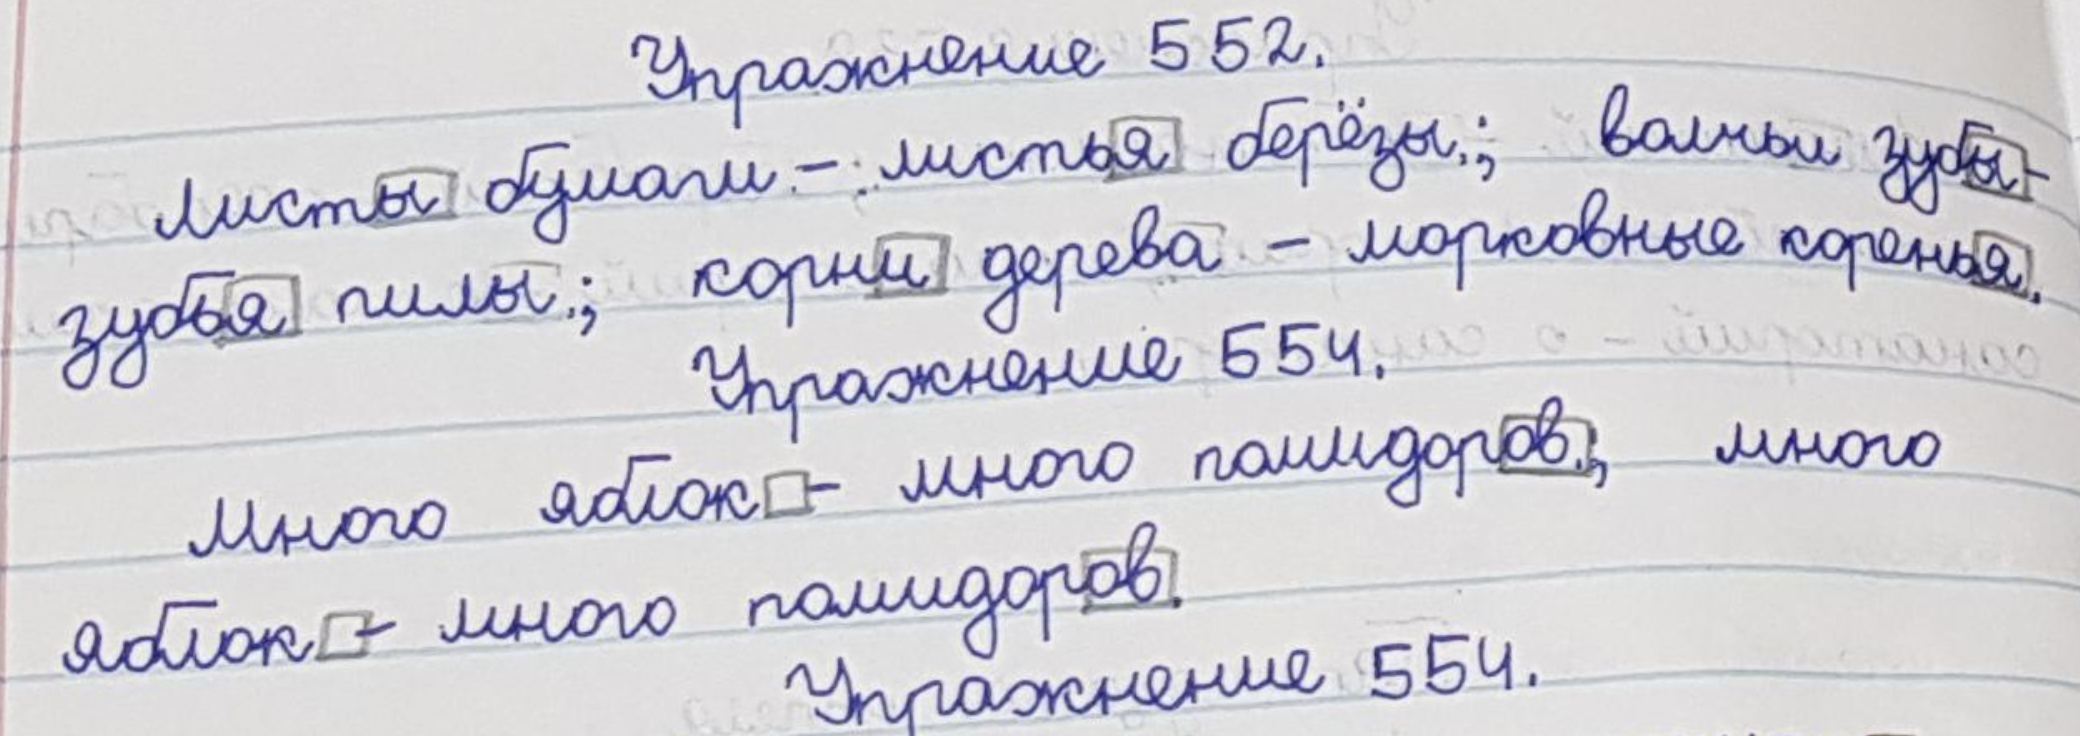 Упражнение 552.
Листы бумаги - листья берёзы.; волчьи зубы-
зубья пилы.; корни дерева - морковные коренья.
Упражнение 554.
Много яблок - много помидоров.; много
яблок - много помидоров.
Упражнение 554.